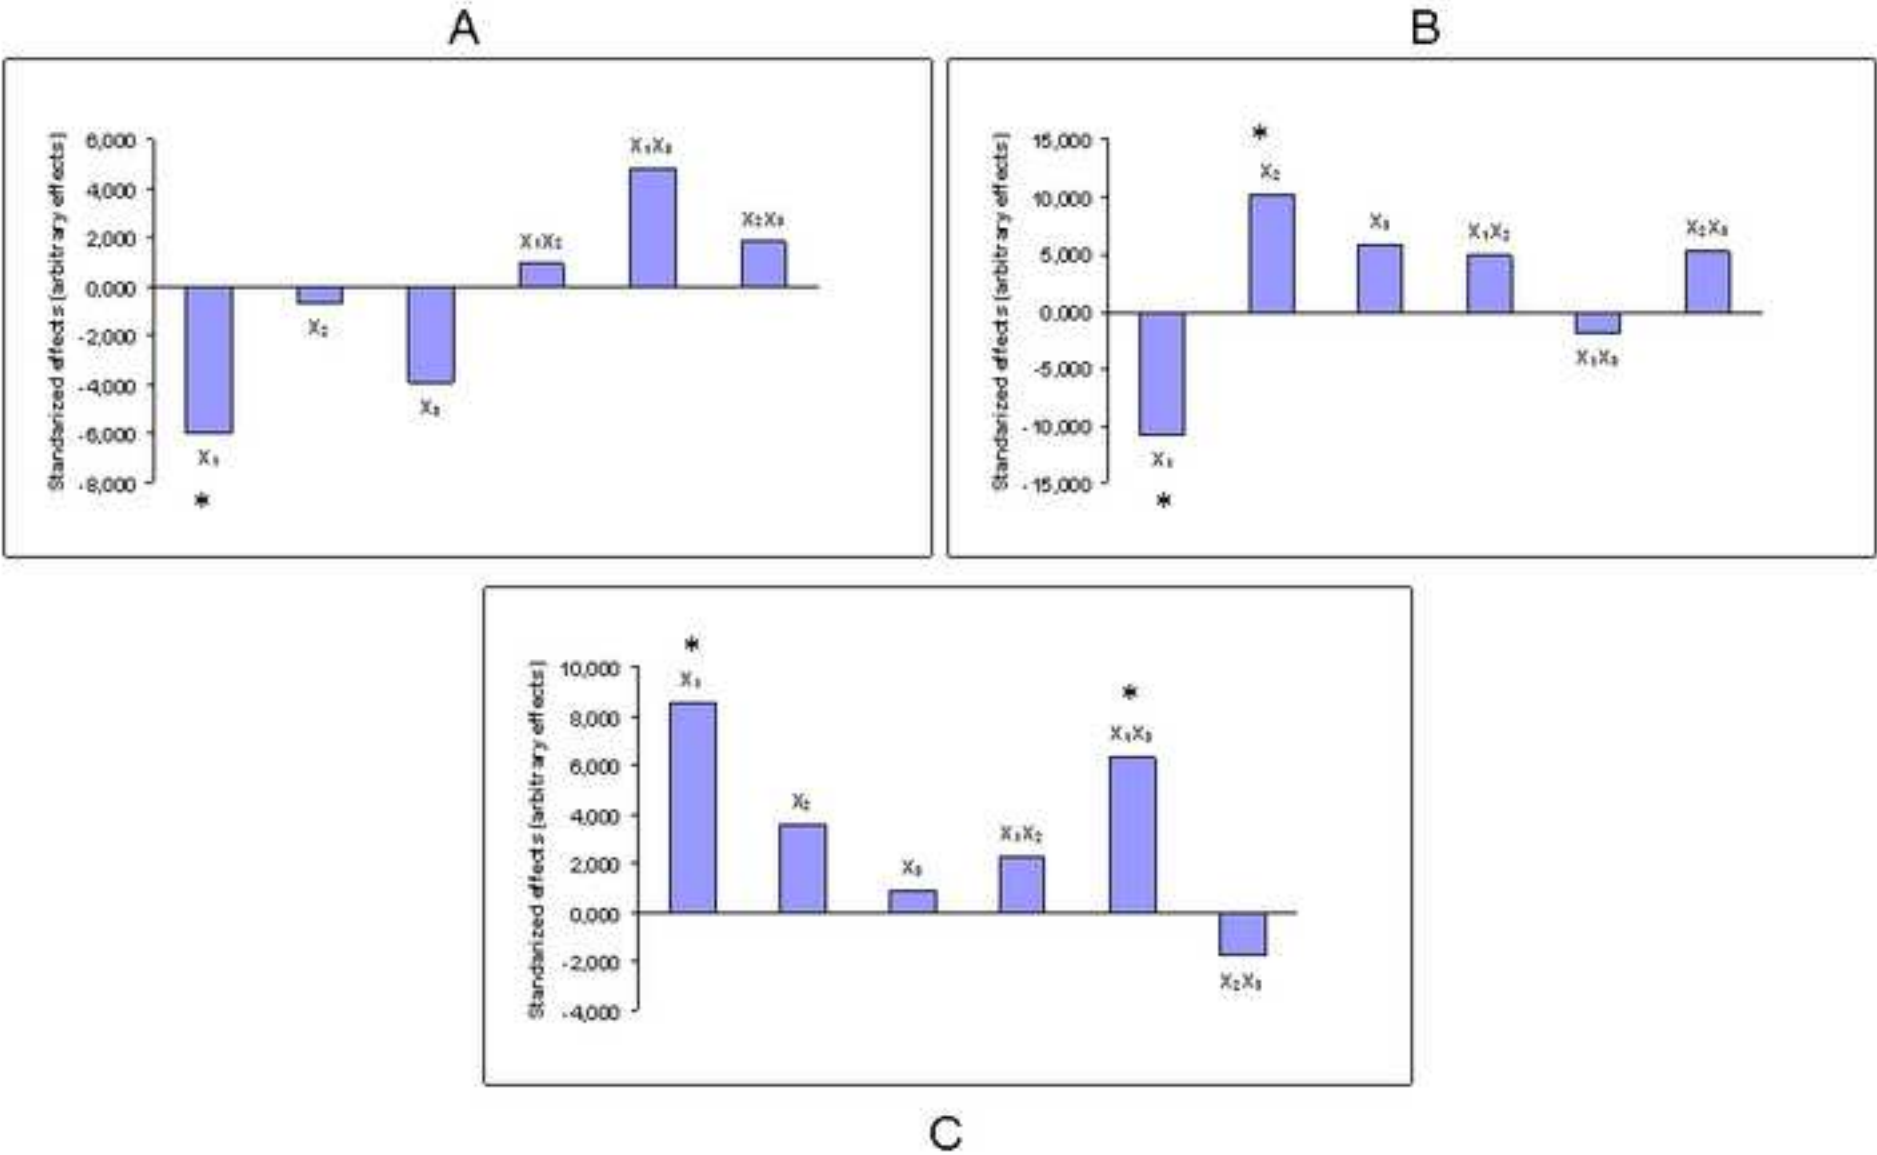 A
Standarized effects (arbitrary effects)
6,000
4,000
2,000
0,000
-2,000
-4,000
-6,000
-8,000
X₁
*
X₂
X₃
X₁X₂
X₁X₃
X₂X₃
B
Standarized effects (arbitrary effects)
15,000
10,000
5,000
0,000
-5,000
-10,000
-15,000
X₁
*
*
X₂
X₃
X₁X₂
X₁X₃
X₂X₃
Standarized effects (arbitrary effects)
10,000
8,000
6,000
4,000
2,000
0,000
-2,000
-4,000
*
X₁
X₂
X₃
X₁X₂
*
X₁X₃
X₂X₃
C